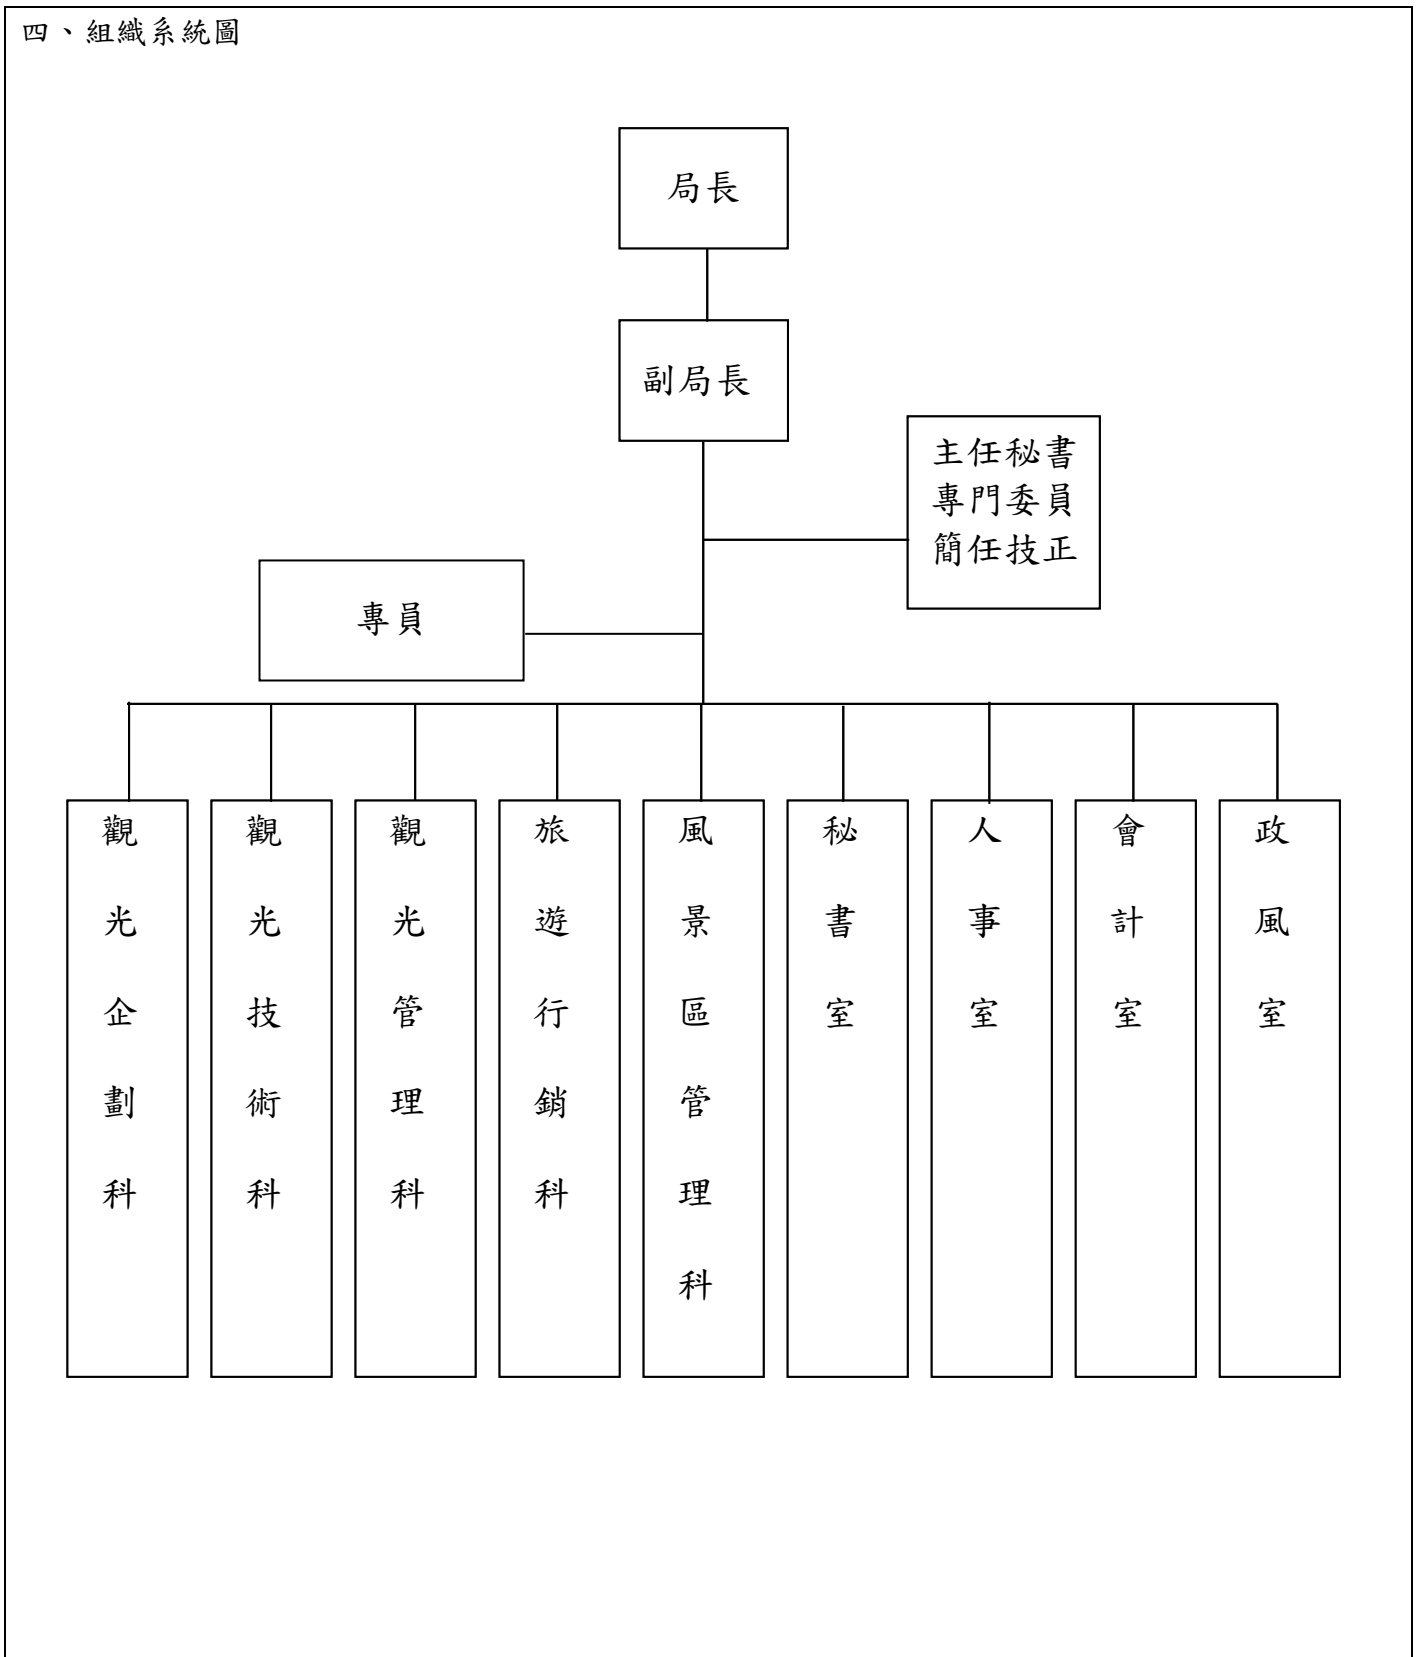 四、組織系統圖
局長
副局長
主任秘書
專門委員
簡任技正
專員
觀光企劃科
觀光技術科
觀光管理科
旅遊行銷科
風景區管理科
秘書室
人事室
會計室
政風室